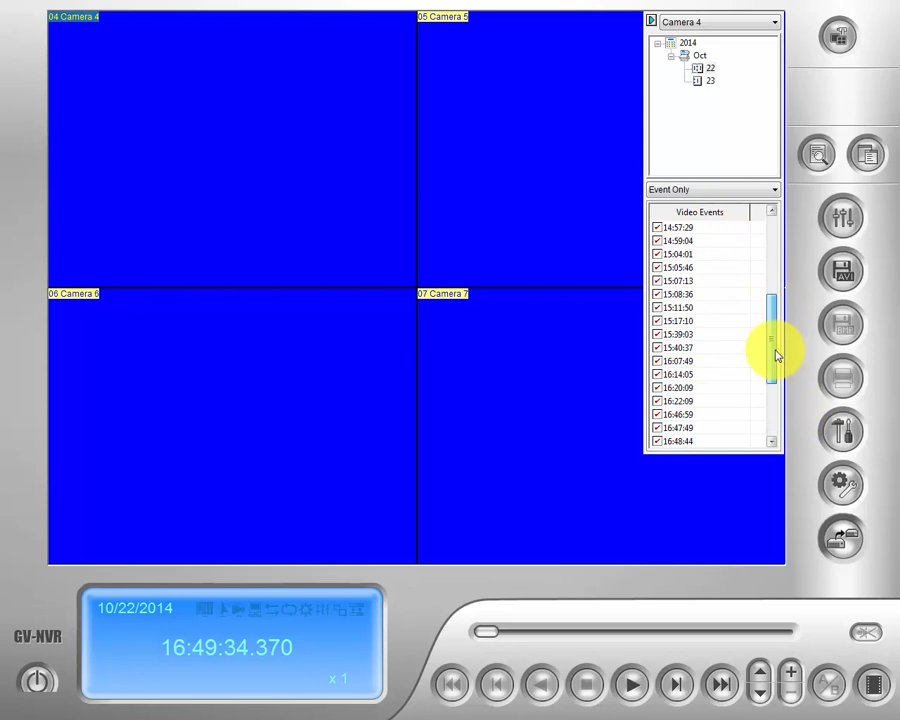 04 Camera 4
05 Camera 5
Camera 4
2014
Oct
22
23
Event Only
Video Events
14:57:29
14:59:04
15:04:01
15:05:46
15:07:13
15:08:36
15:11:50
15:17:10
15:39:03
15:40:37
16:07:49
16:14:05
16:20:09
16:22:09
16:46:59
16:47:49
16:48:44
06 Camera 6
07 Camera 7
AVI
BMP
10/22/2014
GV-NVR
16:49:34.370
x 1
A/B